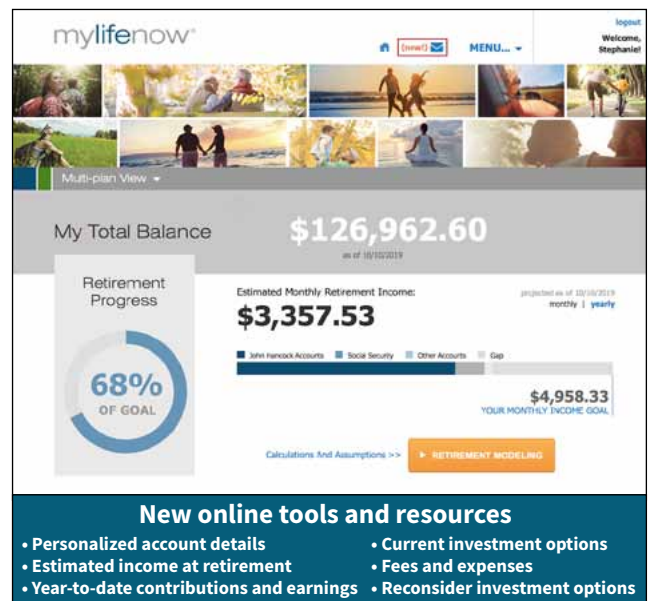 mylifenow
logout
Welcome,
Stephanie!
(new!)
MENU...
Multi-plan View
My Total Balance
$126,962.60
as of 10/10/2019
Retirement
Progress
68%
OF GOAL
Estimated Monthly Retirement Income:
$3,357.53
projected as of 10/10/2019
monthly | yearly
John Hancock Accounts
Social Security
Other Accounts
Gap
$4,958.33
YOUR MONTHLY INCOME GOAL
Calculations And Assumptions >>
RETIREMENT MODELING
New online tools and resources
• Personalized account details
• Estimated income at retirement
• Year-to-date contributions and earnings
• Current investment options
• Fees and expenses
• Reconsider investment options